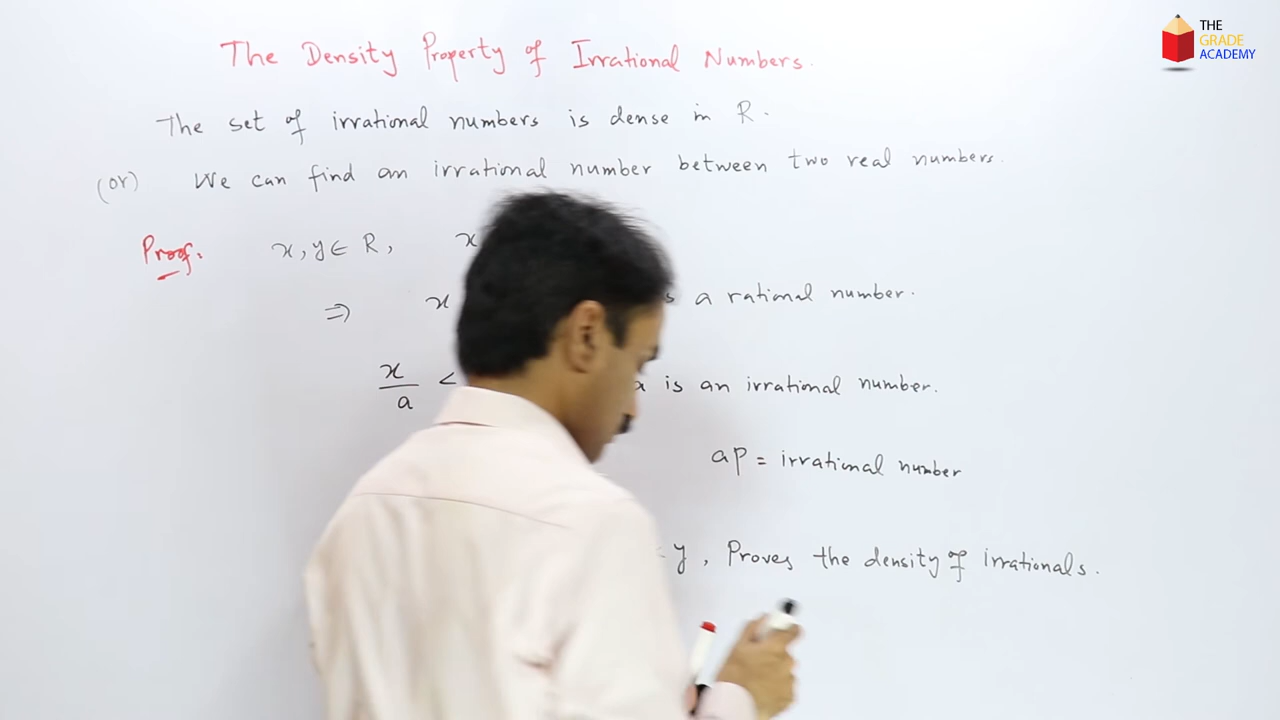 THE
GRADE
ACADEMY
The Density Property of Irrational Numbers.
The set of irrational numbers is dense in R.
(or) We can find an irrational number between two real numbers.
Proof. x, y ∈ R, x
⇒ x a rational number.
x/a < is an irrational number.
ap = irrational number
y, Proves the density of irrationals.